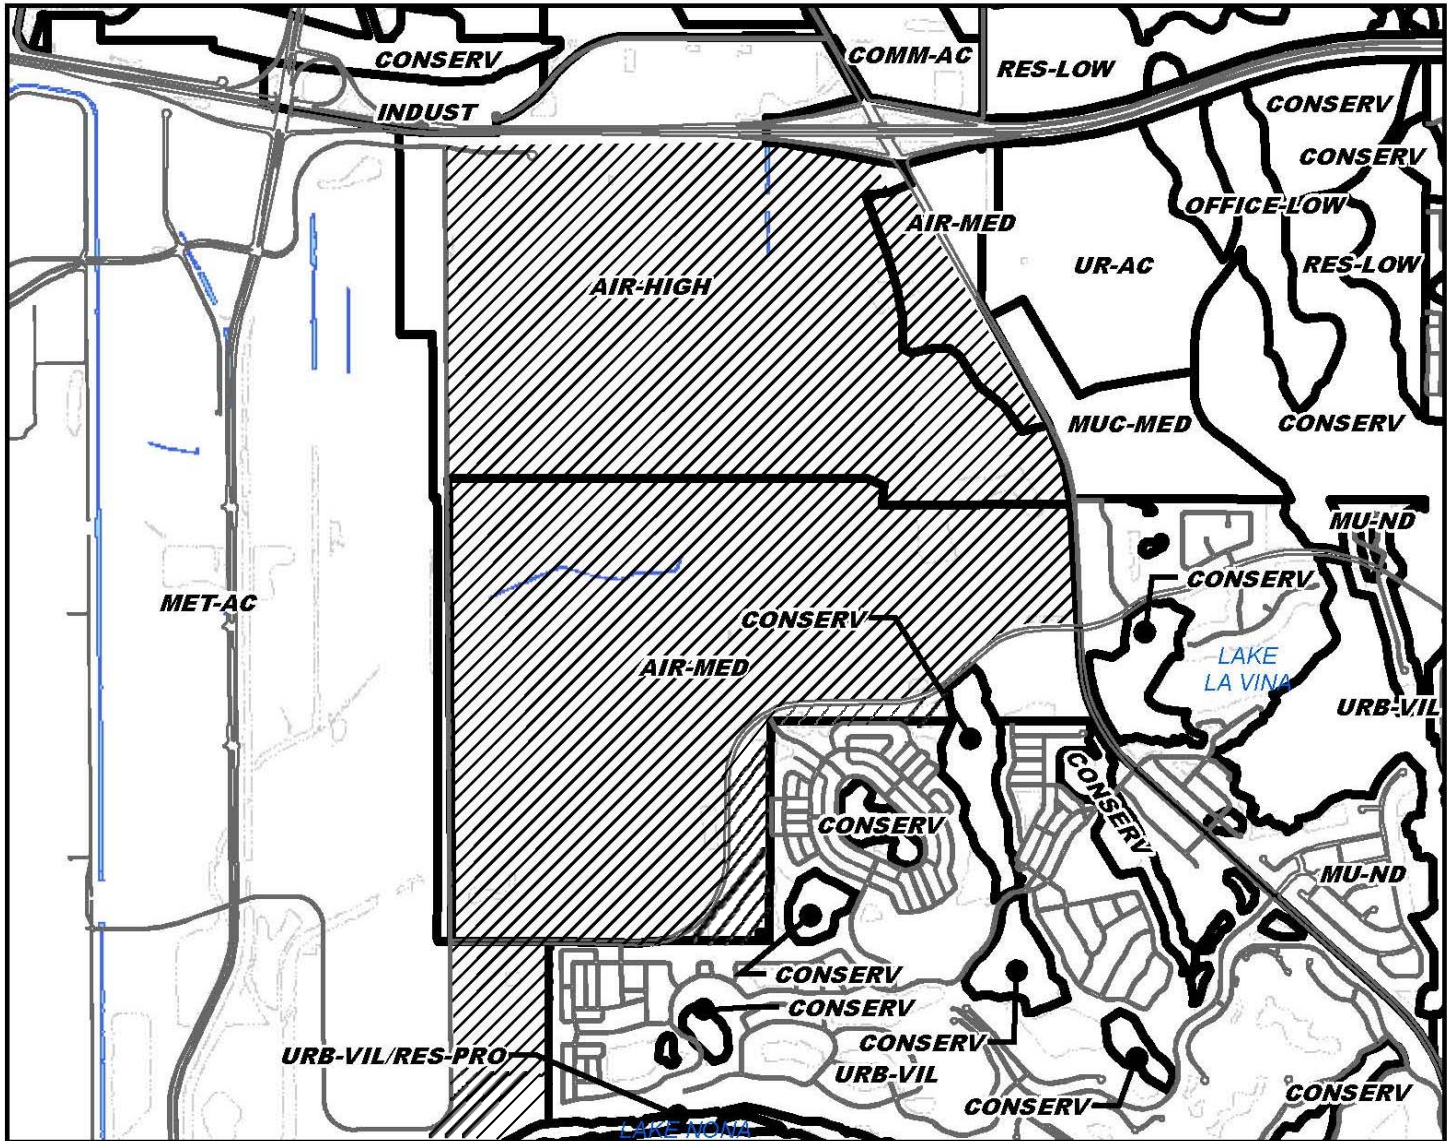 CONSERV
COMM-AC
RES-LOW
INDUST
CONSERV
CONSERV
OFFICE-LOW
AIR-MED
UR-AC
RES-LOW
AIR-HIGH
MUC-MED
CONSERV
MU-ND
CONSERV
MET-AC
CONSERV
AIR-MED
LAKE
LA VINA
URB-VIL
CONSERV
CONSERV
MU-ND
CONSERV
CONSERV
CONSERV
URB-VIL/RES-PRO
URB-VIL
CONSERV
CONSERV
LAKE NONA